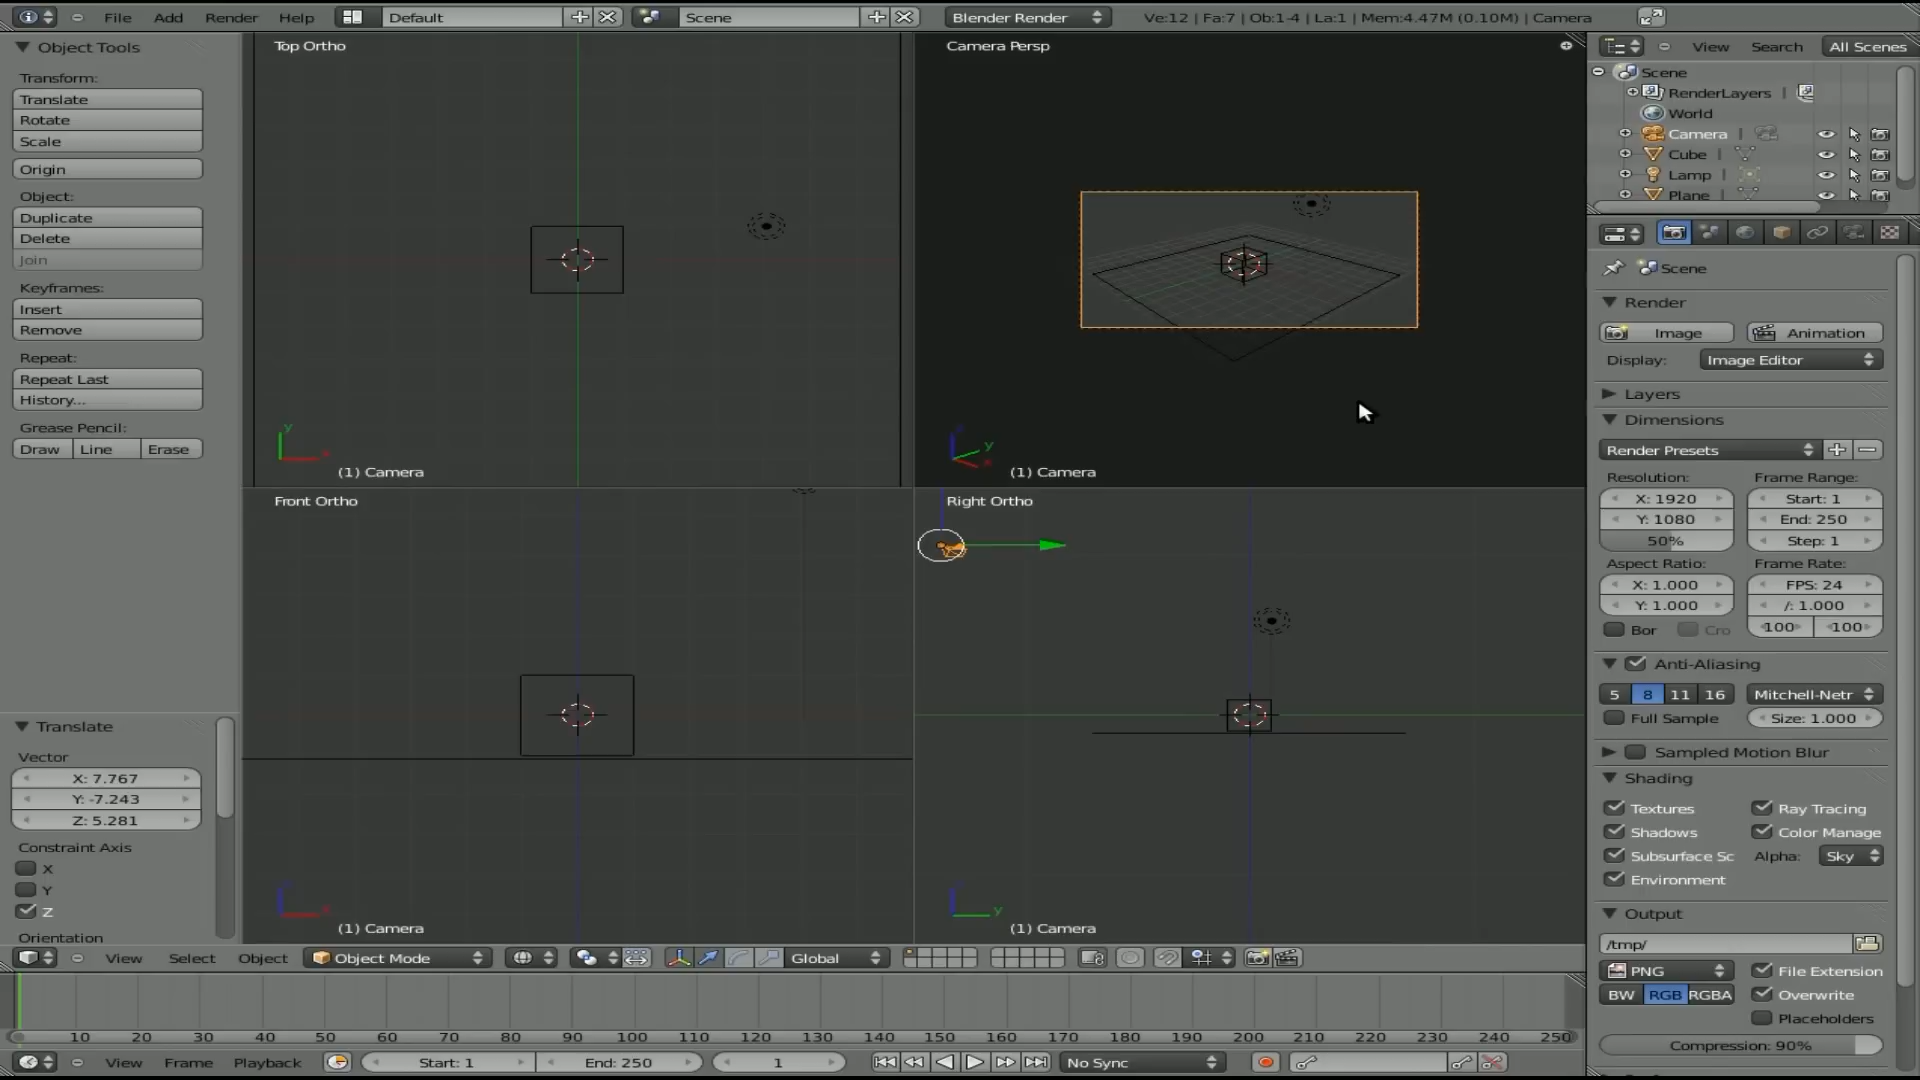 File Add Render Help Default Scene Blender Render Ve:12 | Fa:7 | Ob:1-4 | La:1 | Mem:4.47M (0.10M) | Camera
Object Tools
Transform:
Translate
Rotate
Scale
Origin
Object:
Duplicate
Delete
Join
Keyframes:
Insert
Remove
Repeat:
Repeat Last
History...
Grease Pencil:
Draw Line Erase
Translate
Vector
X: 7.767
Y: -7.243
Z: 5.281
Constraint Axis
X
Y
Z
Orientation
Top Ortho
y
x
(1) Camera
Camera Persp
y
x
(1) Camera
Front Ortho
(1) Camera
Right Ortho
y
(1) Camera
View Search All Scenes
Scene
RenderLayers |
World
Camera |
Cube |
Lamp |
Plane |
Scene
Render
Image Animation
Display: Image Editor
Layers
Dimensions
Render Presets
Resolution: Frame Range:
X: 1920 Start: 1
Y: 1080 End: 250
50% Step: 1
Aspect Ratio: Frame Rate:
X: 1.000 FPS: 24
Y: 1.000 /: 1.000
Bor Cro 100 100
Anti-Aliasing
5 8 11 16 Mitchell-Netr
Full Sample Size: 1.000
Sampled Motion Blur
Shading
Textures Ray Tracing
Shadows Color Manage
Subsurface Sc Alpha: Sky
Environment
Output
/tmp/
PNG File Extension
BW RGB RGBA Overwrite
Placeholders
Compression: 90%
View Select Object Object Mode Global
10 20 30 40 50 60 70 80 90 100 110 120 130 140 150 160 170 180 190 200 210 220 230 240 250
View Frame Playback Start: 1 End: 250 1 No Sync